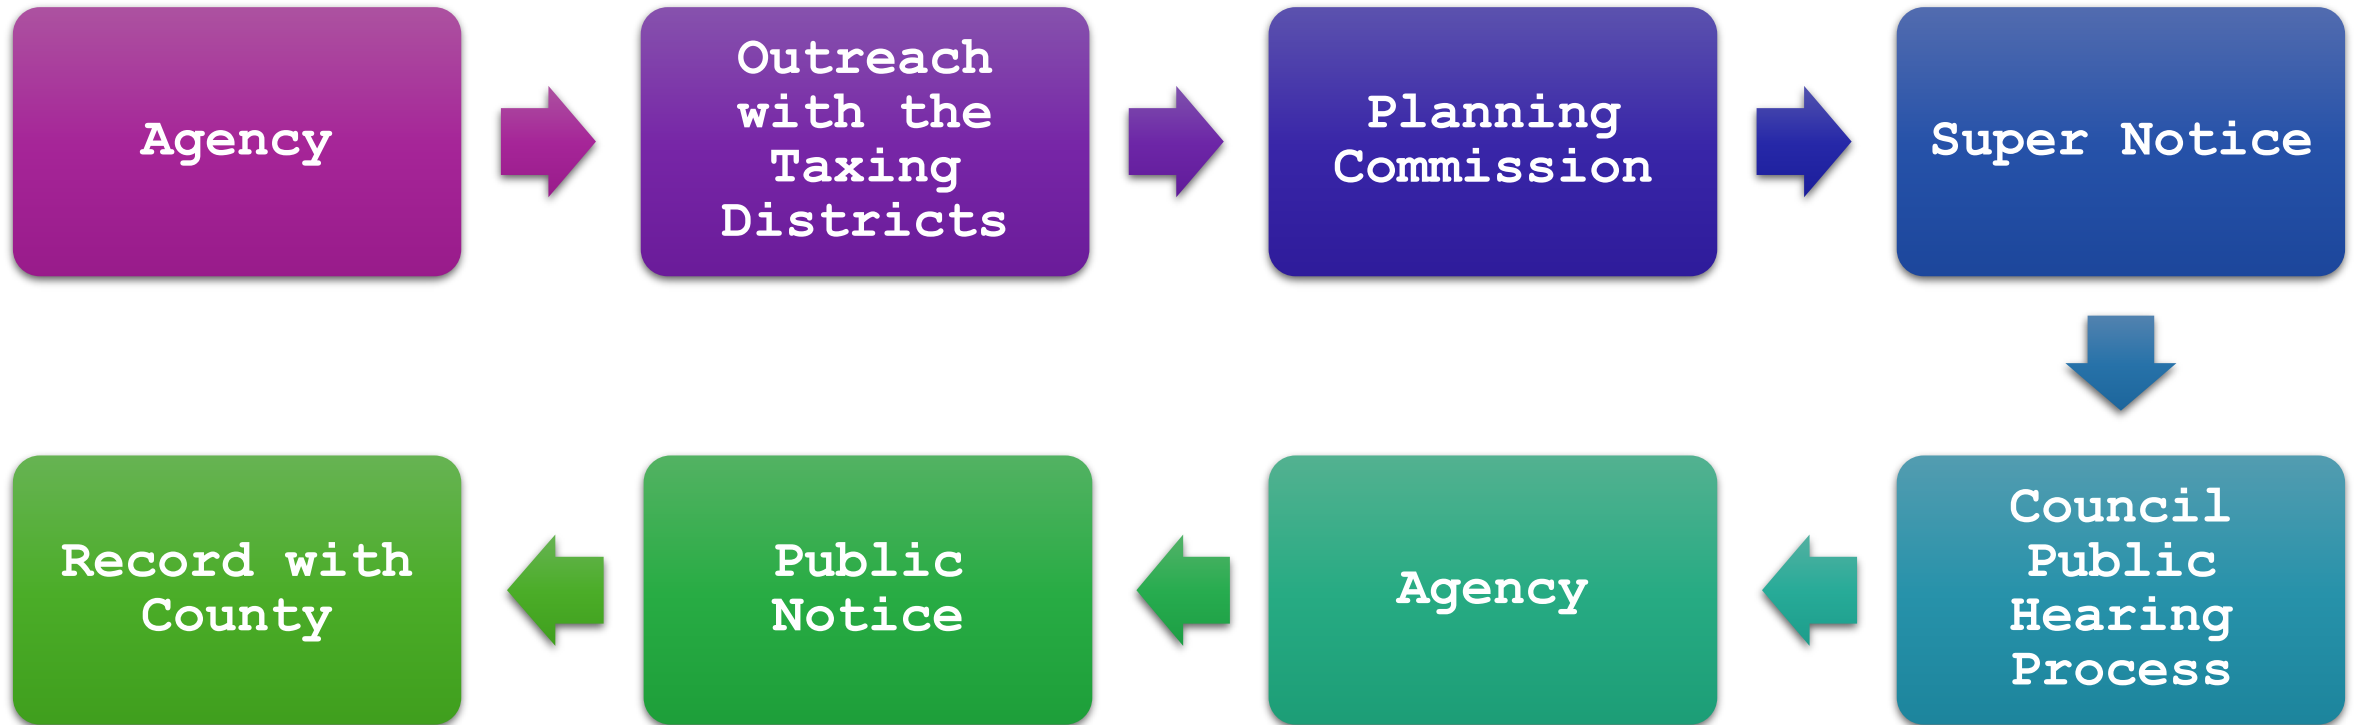 Agency
Outreach
with the
Taxing
Districts
Planning
Commission
Super Notice
Council
Public
Hearing
Process
Agency
Public
Notice
Record with
County